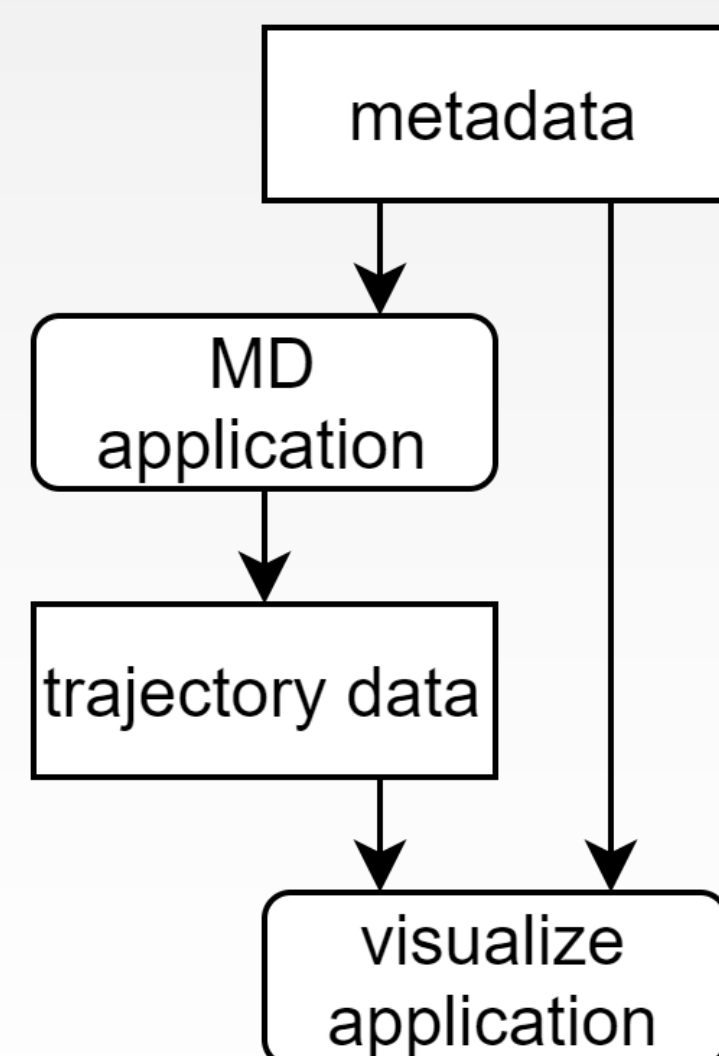 metadata
MD
application
trajectory data
visualize
application